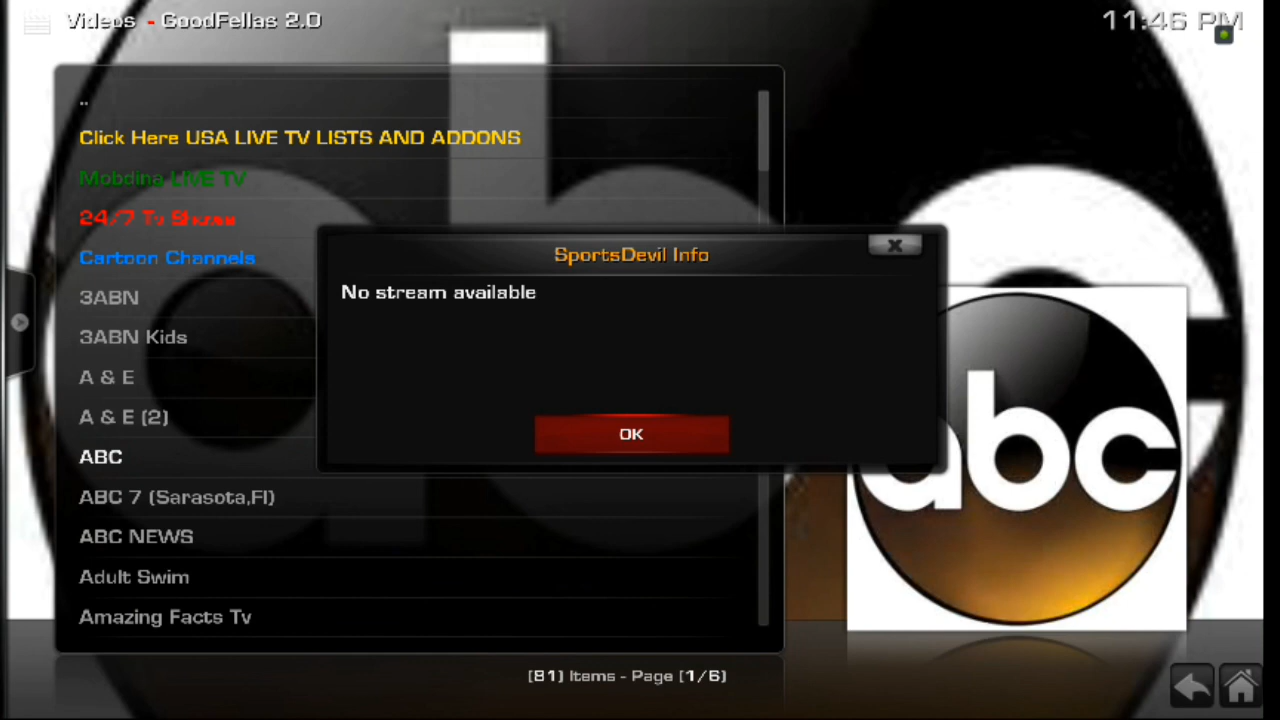 Videos - GoodFellas 2.0
11:46 PM
..
Click Here USA LIVE TV LISTS AND ADDONS
Mobdina LIVE TV
24/7 Tv Shows
Cartoon Channels
3ABN
3ABN Kids
A & E
A & E (2)
ABC
ABC 7 (Sarasota,Fl)
ABC NEWS
Adult Swim
Amazing Facts Tv
SportsDevil Info
No stream available
OK
abc
[81] Items - Page [1/6]